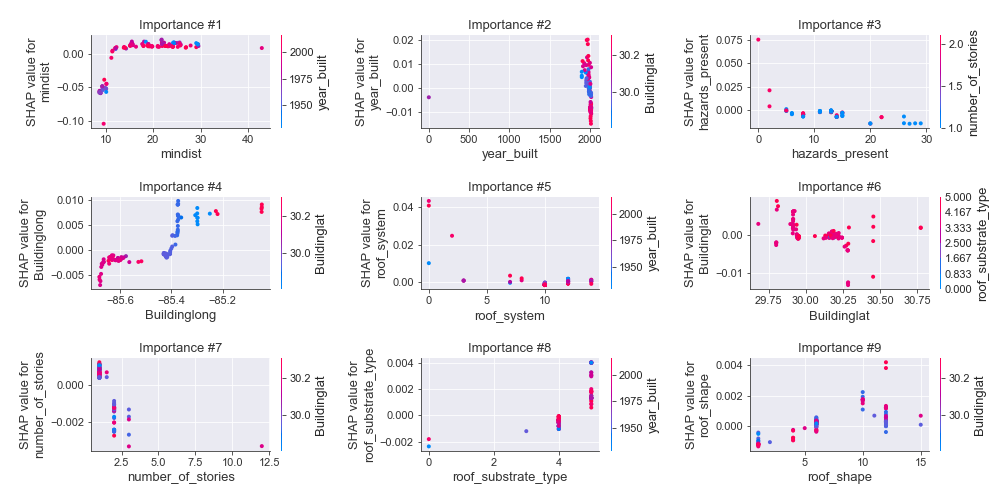 Importance #1
SHAP value for
mindist
0.00
−0.05
−0.10
10
20
30
40
mindist
2000
1975
1950
year_built
Importance #2
SHAP value for
year_built
0.02
0.01
0.00
−0.01
0
500
1000
1500
2000
year_built
30.2
30.0
Buildinglat
Importance #3
SHAP value for
hazards_present
0.075
0.050
0.025
0.000
0
10
20
30
hazards_present
2.0
1.5
1.0
number_of_stories
Importance #4
SHAP value for
Buildinglong
0.010
0.005
0.000
−0.005
−85.6
−85.4
−85.2
Buildinglong
30.2
30.0
Buildinglat
Importance #5
SHAP value for
roof_system
0.04
0.02
0.00
0
5
10
roof_system
2000
1975
1950
year_built
Importance #6
SHAP value for
Buildinglat
0.00
−0.01
29.75
30.00
30.25
30.50
30.75
Buildinglat
5.000
4.167
3.333
2.500
1.667
0.833
0.000
roof_substrate_type
Importance #7
SHAP value for
number_of_stories
0.000
−0.002
2.5
5.0
7.5
10.0
12.5
number_of_stories
30.2
30.0
Buildinglat
Importance #8
SHAP value for
roof_substrate_type
0.004
0.002
0.000
−0.002
0
2
4
roof_substrate_type
2000
1975
1950
year_built
Importance #9
SHAP value for
roof_shape
0.004
0.002
0.000
5
10
15
roof_shape
30.2
30.0
Buildinglat